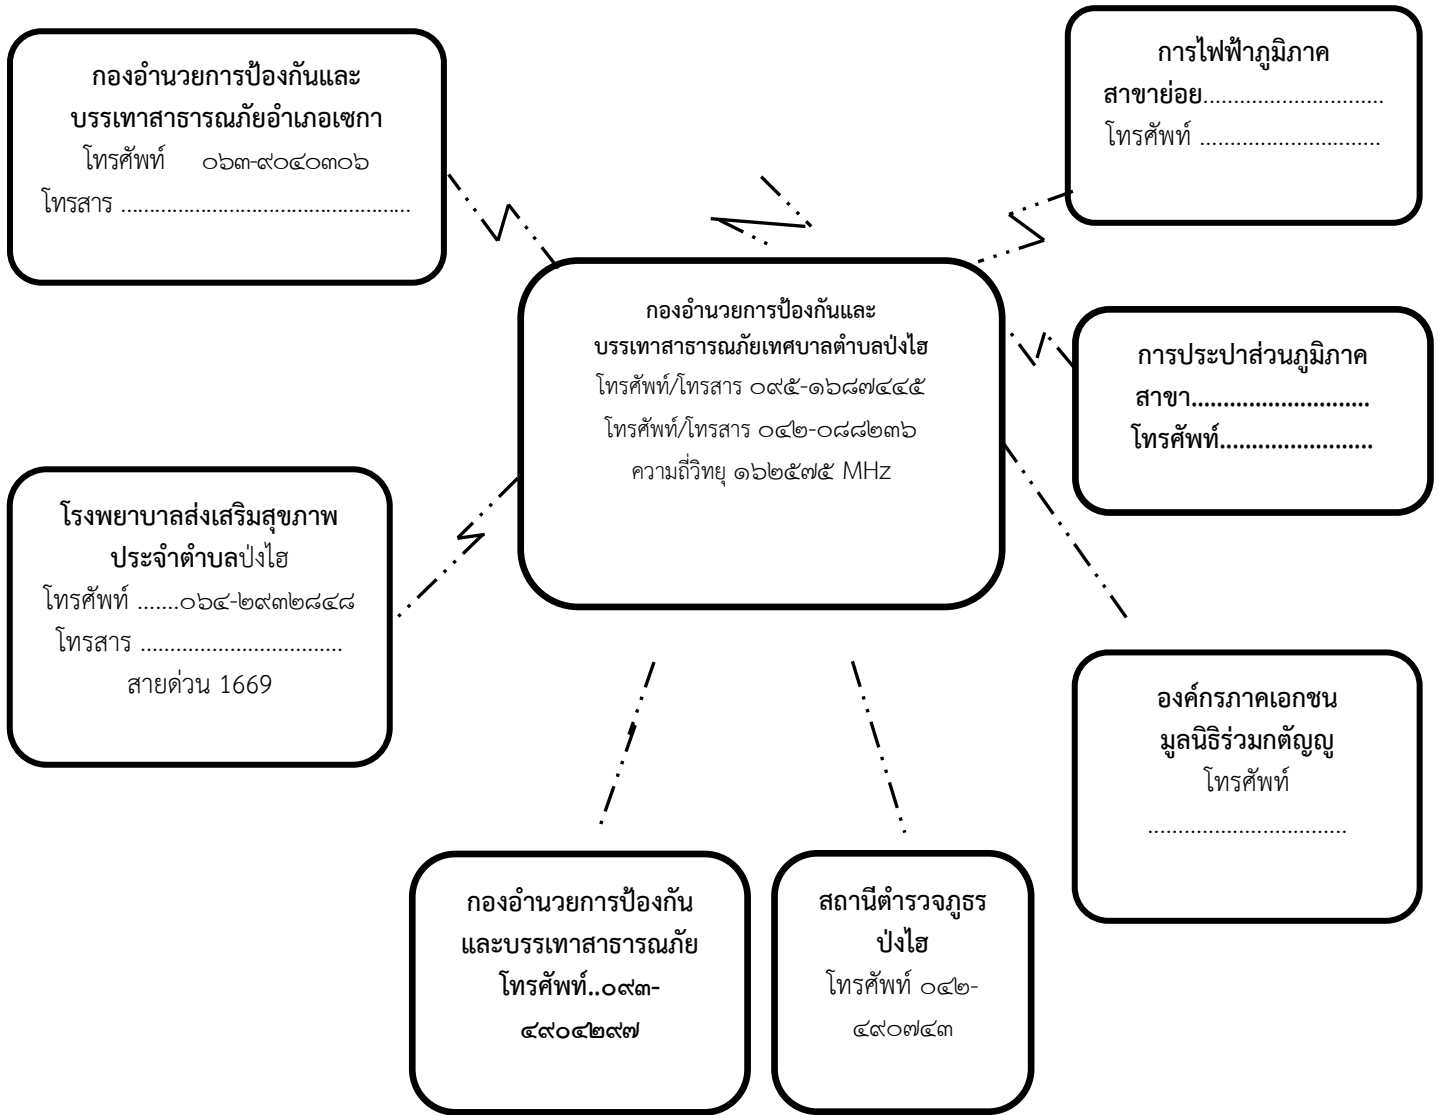 กองอำนวยการป้องกันและ
บรรเทาสาธารณภัยอำเภอเซกา
โทรศัพท์ ๐๖๓-๙๐๔๐๓๐๖
โทรสาร ...................................................
การไฟฟ้าภูมิภาค
สาขาย่อย..............................
โทรศัพท์ ..............................
กองอำนวยการป้องกันและ
บรรเทาสาธารณภัยเทศบาลตำบลป่งไฮ
โทรศัพท์/โทรสาร ๐๙๕-๑๖๘๗๔๔๕
โทรศัพท์/โทรสาร ๐๔๒-๐๘๘๒๓๖
ความถี่วิทยุ ๑๖๒๕๗๕ MHz
การประปาส่วนภูมิภาค
สาขา.............................
โทรศัพท์.........................
โรงพยาบาลส่งเสริมสุขภาพ
ประจำตำบลป่งไฮ
โทรศัพท์ .......๐๖๔-๒๙๓๒๘๔๘
โทรสาร .................................
สายด่วน 1669
องค์กรภาคเอกชน
มูลนิธิร่วมกตัญญู
โทรศัพท์
.................................
กองอำนวยการป้องกัน
และบรรเทาสาธารณภัย
โทรศัพท์..๐๙๓-
๔๙๐๔๒๙๗
สถานีตำรวจภูธร
ป่งไฮ
โทรศัพท์ ๐๔๒-
๔๙๐๗๔๓